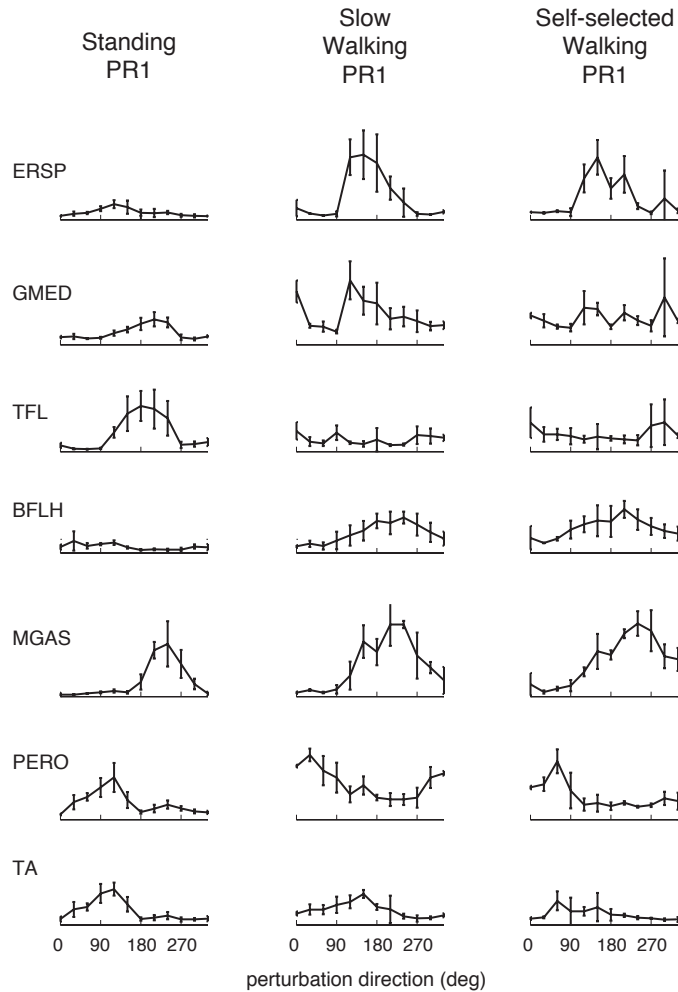 Standing
PR1
Slow
Walking
PR1
Self-selected
Walking
PR1
ERSP
GMED
TFL
BFLH
MGAS
PERO
TA
0 90 180 270
0 90 180 270
0 90 180 270
perturbation direction (deg)